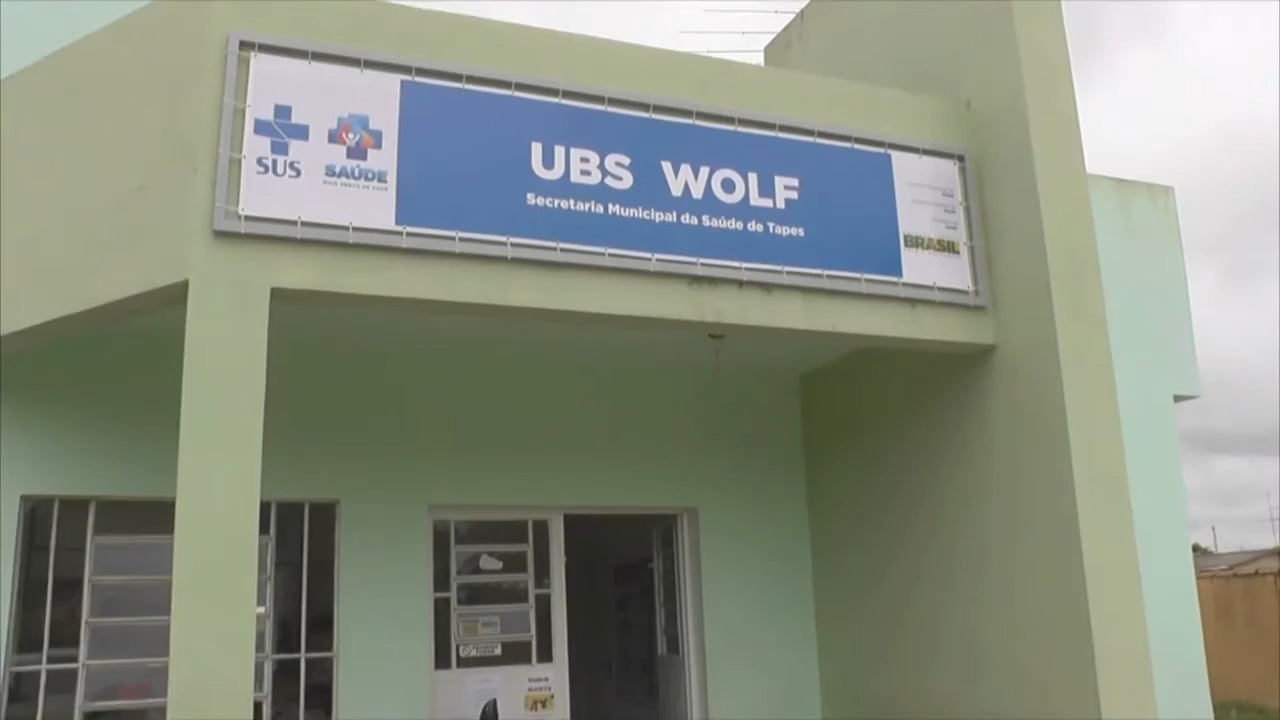 SUS
SAÚDE
UBS WOLF
Secretaria Municipal da Saúde de Tapes
BRASIL